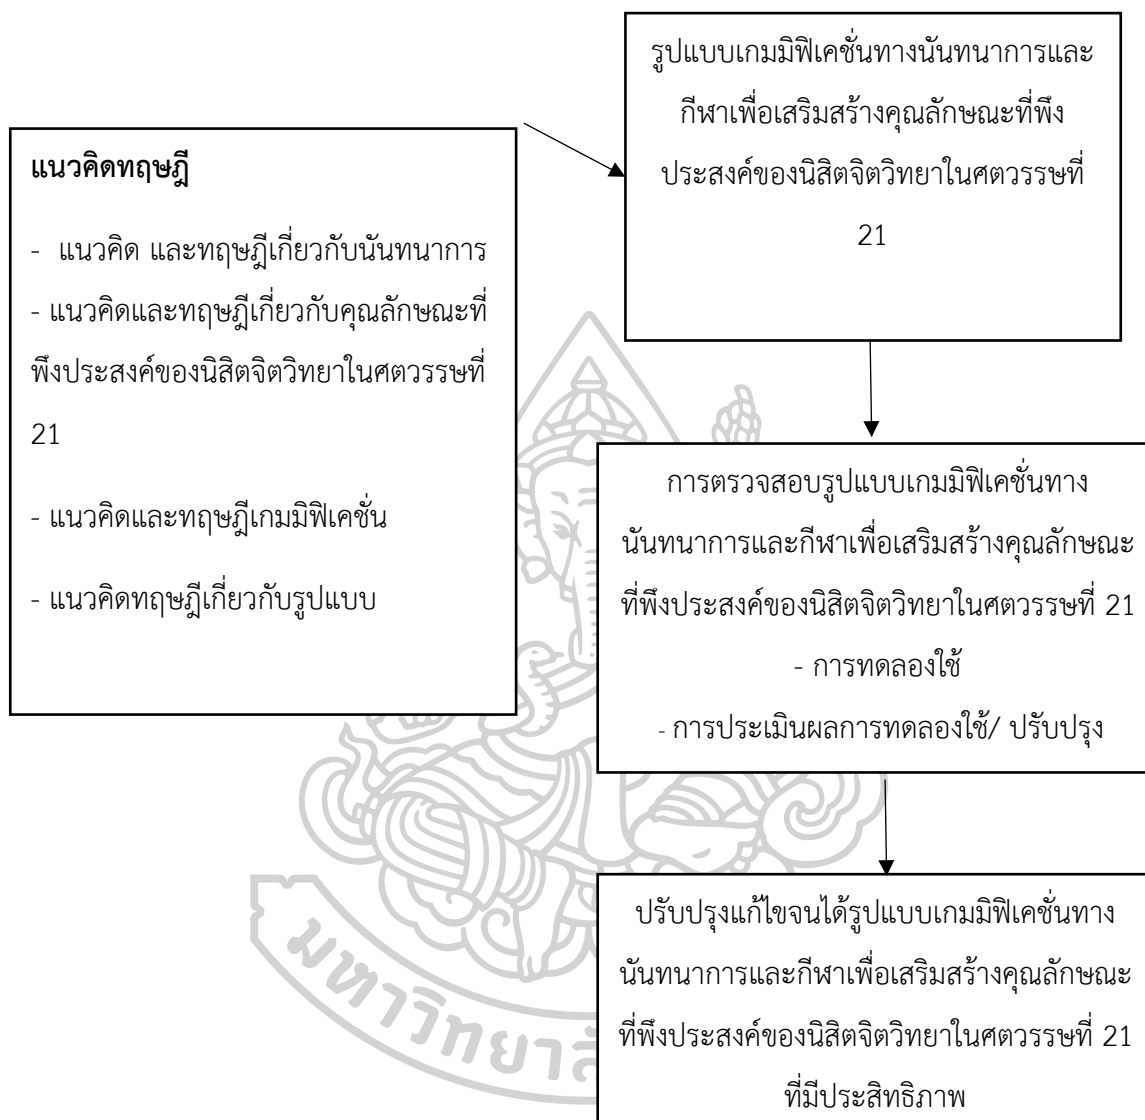 แนวคิดทฤษฎี
-  แนวคิด และทฤษฎีเกี่ยวกับนันทนาการ
- แนวคิดและทฤษฎีเกี่ยวกับคุณลักษณะที่
พึงประสงค์ของนิสิตจิตวิทยาในศตวรรษที่
21
- แนวคิดและทฤษฎีเกมมิฟิเคชั่น
- แนวคิดทฤษฎีเกี่ยวกับรูปแบบ
รูปแบบเกมมิฟิเคชั่นทางนันทนาการและ
กีฬาเพื่อเสริมสร้างคุณลักษณะที่พึง
ประสงค์ของนิสิตจิตวิทยาในศตวรรษที่
21
การตรวจสอบรูปแบบเกมมิฟิเคชั่นทาง
นันทนาการและกีฬาเพื่อเสริมสร้างคุณลักษณะ
ที่พึงประสงค์ของนิสิตจิตวิทยาในศตวรรษที่ 21
- การทดลองใช้
- การประเมินผลการทดลองใช้/ ปรับปรุง
ปรับปรุงแก้ไขจนได้รูปแบบเกมมิฟิเคชั่นทาง
นันทนาการและกีฬาเพื่อเสริมสร้างคุณลักษณะ
ที่พึงประสงค์ของนิสิตจิตวิทยาในศตวรรษที่ 21
ที่มีประสิทธิภาพ